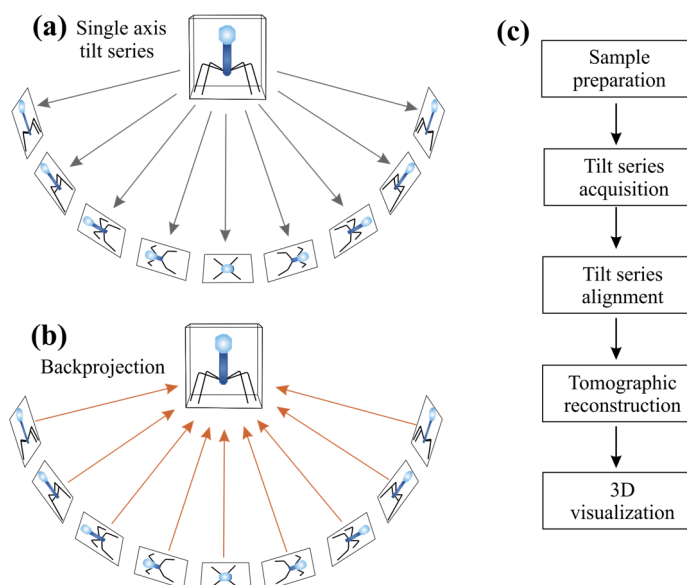 (a)
Single axis
tilt series
(b)
Backprojection
(c)
Sample
preparation
Tilt series
acquisition
Tilt series
alignment
Tomographic
reconstruction
3D
visualization